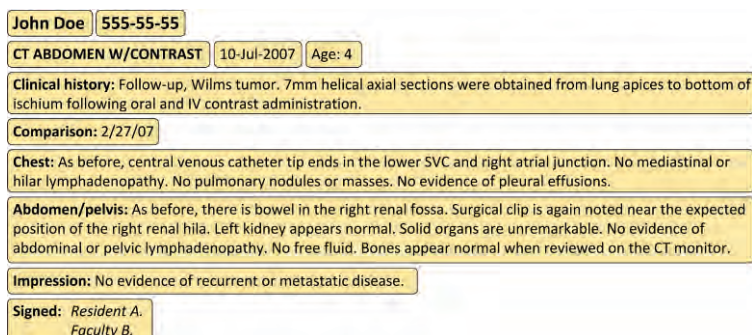 John Doe 555-55-55
CT ABDOMEN W/CONTRAST 10-Jul-2007 Age: 4
Clinical history: Follow-up, Wilms tumor. 7mm helical axial sections were obtained from lung apices to bottom of
ischium following oral and IV contrast administration.
Comparison: 2/27/07
Chest: As before, central venous catheter tip ends in the lower SVC and right atrial junction. No mediastinal or
hilar lymphadenopathy. No pulmonary nodules or masses. No evidence of pleural effusions.
Abdomen/pelvis: As before, there is bowel in the right renal fossa. Surgical clip is again noted near the expected
position of the right renal hila. Left kidney appears normal. Solid organs are unremarkable. No evidence of
abdominal or pelvic lymphadenopathy. No free fluid. Bones appear normal when reviewed on the CT monitor.
Impression: No evidence of recurrent or metastatic disease.
Signed: Resident A.
Faculty B.